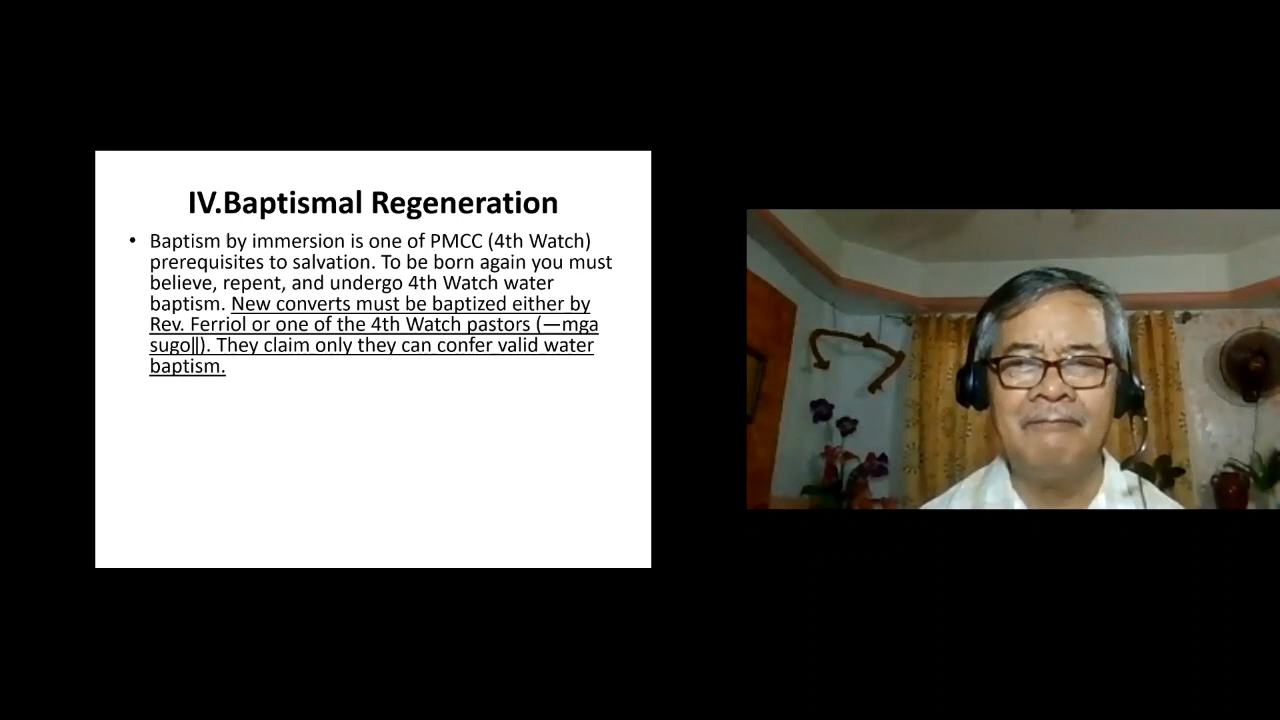 IV.Baptismal Regeneration
• Baptism by immersion is one of PMCC (4th Watch)
prerequisites to salvation. To be born again you must
believe, repent, and undergo 4th Watch water
baptism. New converts must be baptized either by
Rev. Ferriol or one of the 4th Watch pastors (―mga
sugo‖). They claim only they can confer valid water
baptism.